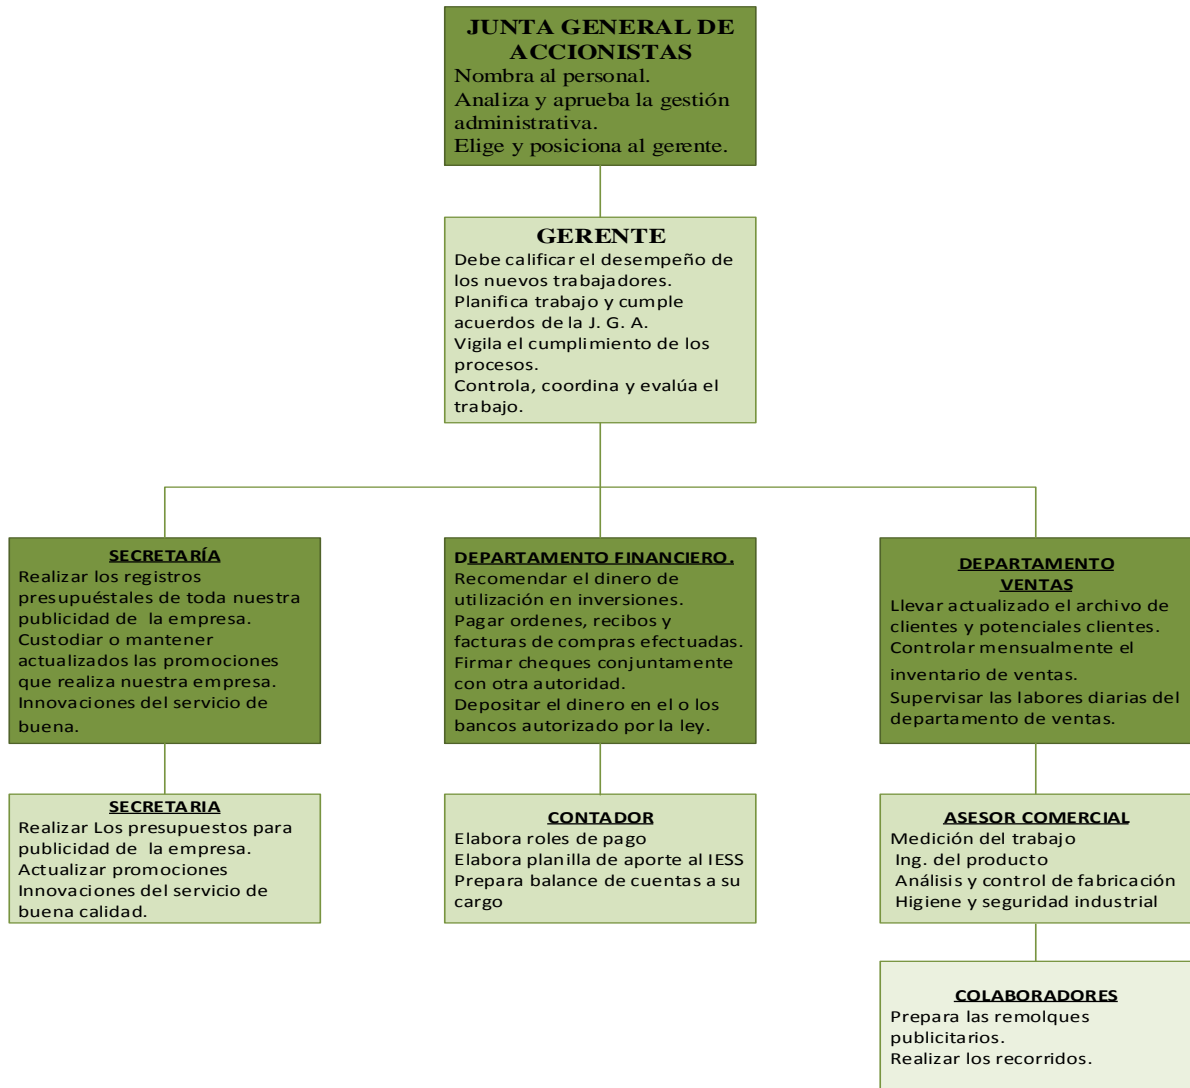 JUNTA GENERAL DE
ACCIONISTAS
Nombra al personal.
Analiza y aprueba la gestión
administrativa.
Elige y posiciona al gerente.
GERENTE
Debe calificar el desempeño de
los nuevos trabajadores.
Planifica trabajo y cumple
acuerdos de la J. G. A.
Vigila el cumplimiento de los
procesos.
Controla, coordina y evalúa el
trabajo.
SECRETARÍA
Realizar los registros
presupuéstales de toda nuestra
publicidad de la empresa.
Custodiar o mantener
actualizados las promociones
que realiza nuestra empresa.
Innovaciones del servicio de
buena.
DEPARTAMENTO FINANCIERO.
Recomendar el dinero de
utilización en inversiones.
Pagar ordenes, recibos y
facturas de compras efectuadas.
Firmar cheques conjuntamente
con otra autoridad.
Depositar el dinero en el o los
bancos autorizado por la ley.
DEPARTAMENTO
VENTAS
Llevar actualizado el archivo de
clientes y potenciales clientes.
Controlar mensualmente el
inventario de ventas.
Supervisar las labores diarias del
departamento de ventas.
SECRETARIA
Realizar Los presupuestos para
publicidad de la empresa.
Actualizar promociones
Innovaciones del servicio de
buena calidad.
CONTADOR
Elabora roles de pago
Elabora planilla de aporte al IESS
Prepara balance de cuentas a su
cargo
ASESOR COMERCIAL
Medición del trabajo
Ing. del producto
Análisis y control de fabricación
Higiene y seguridad industrial
COLABORADORES
Prepara las remolques
publicitarios.
Realizar los recorridos.